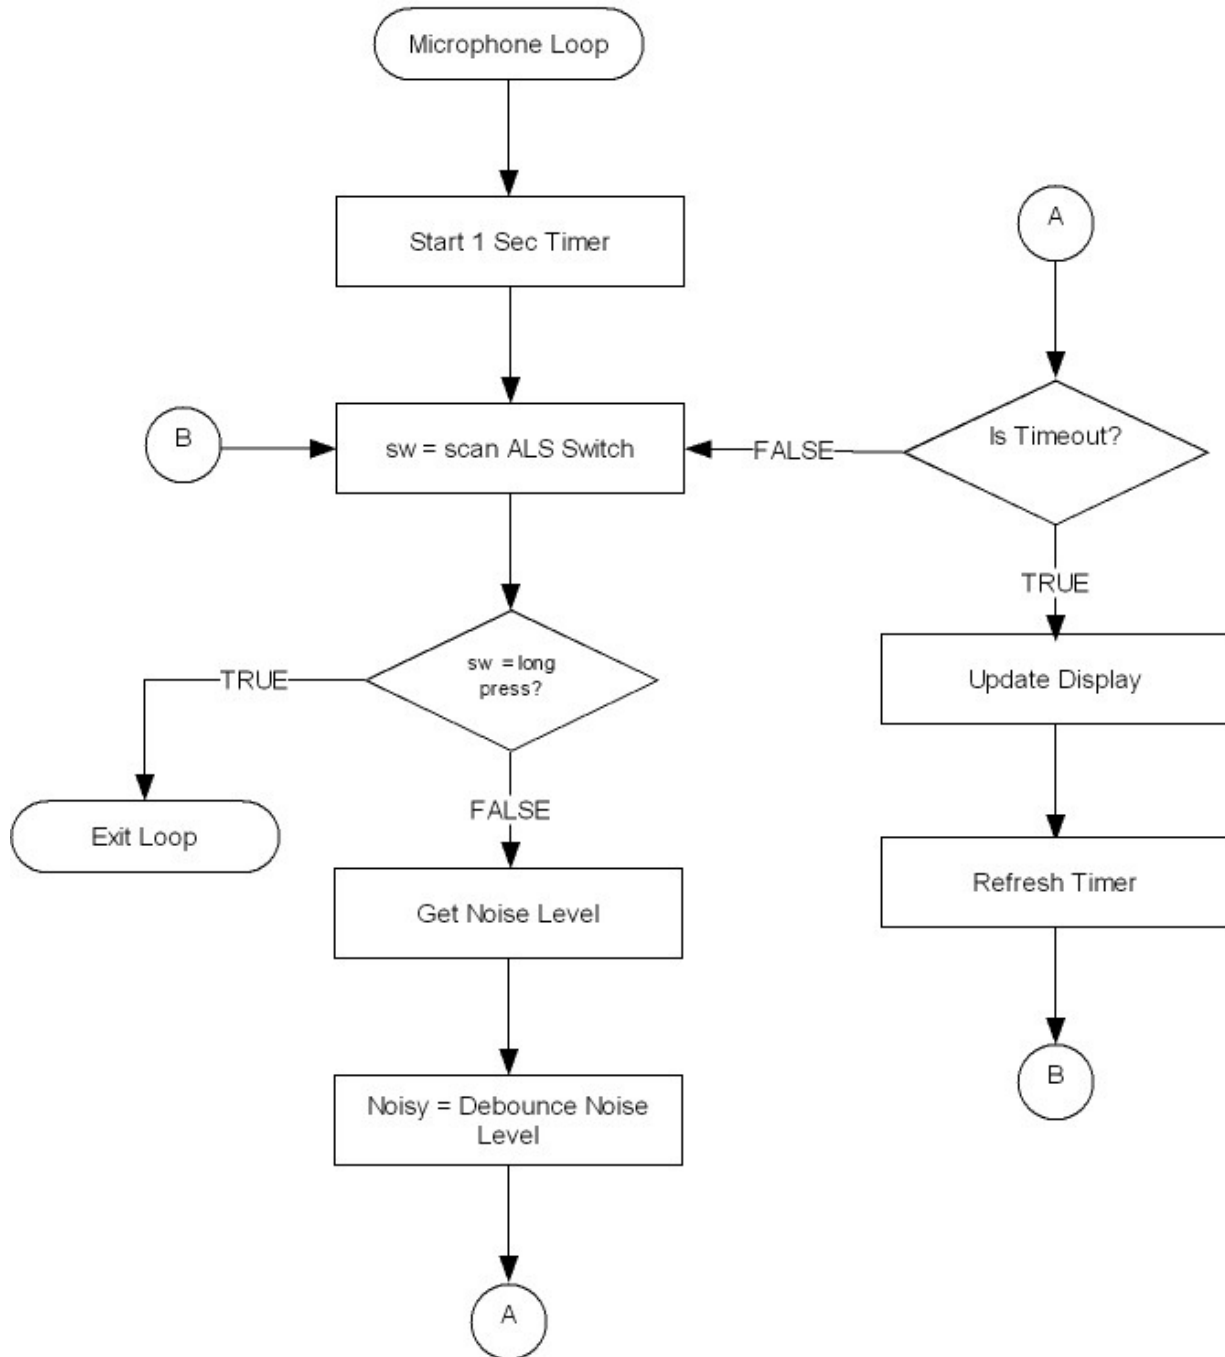 Microphone Loop
Start 1 Sec Timer
A
B
sw = scan ALS Switch
FALSE
Is Timeout?
TRUE
TRUE
sw = long
press?
Update Display
FALSE
Exit Loop
Get Noise Level
Refresh Timer
B
Noisy = Debounce Noise
Level
A